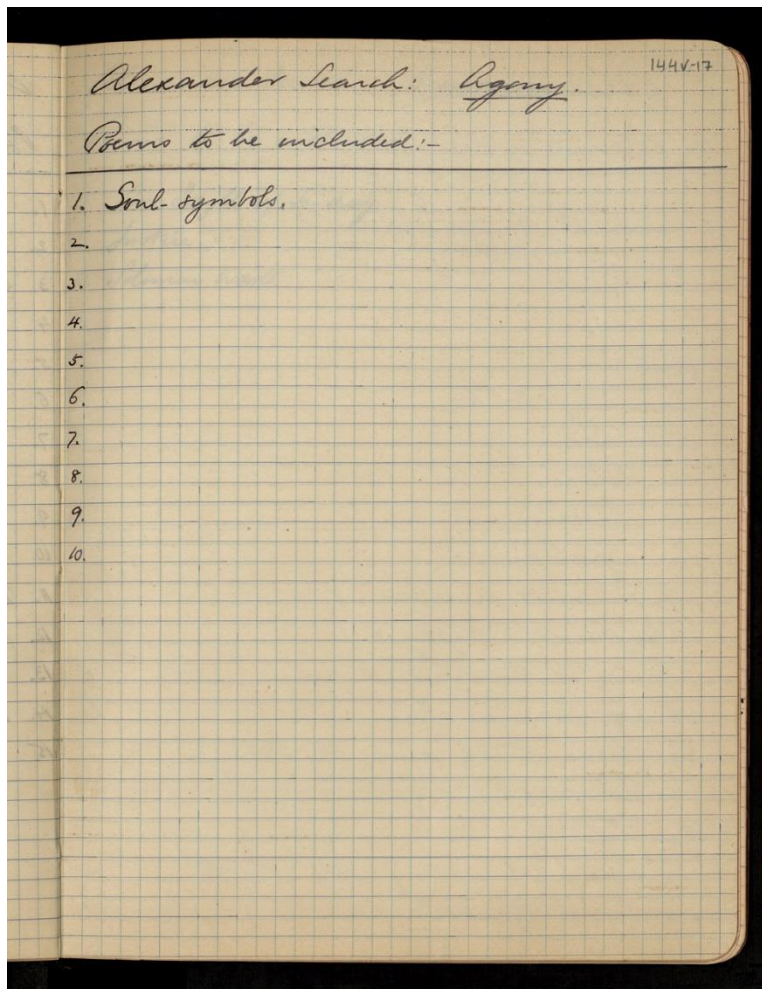 144V-17
Alexander Search: Agony.
Poems to be included:-
1. Soul-symbols.
2.
3.
4.
5.
6.
7.
8.
9.
10.